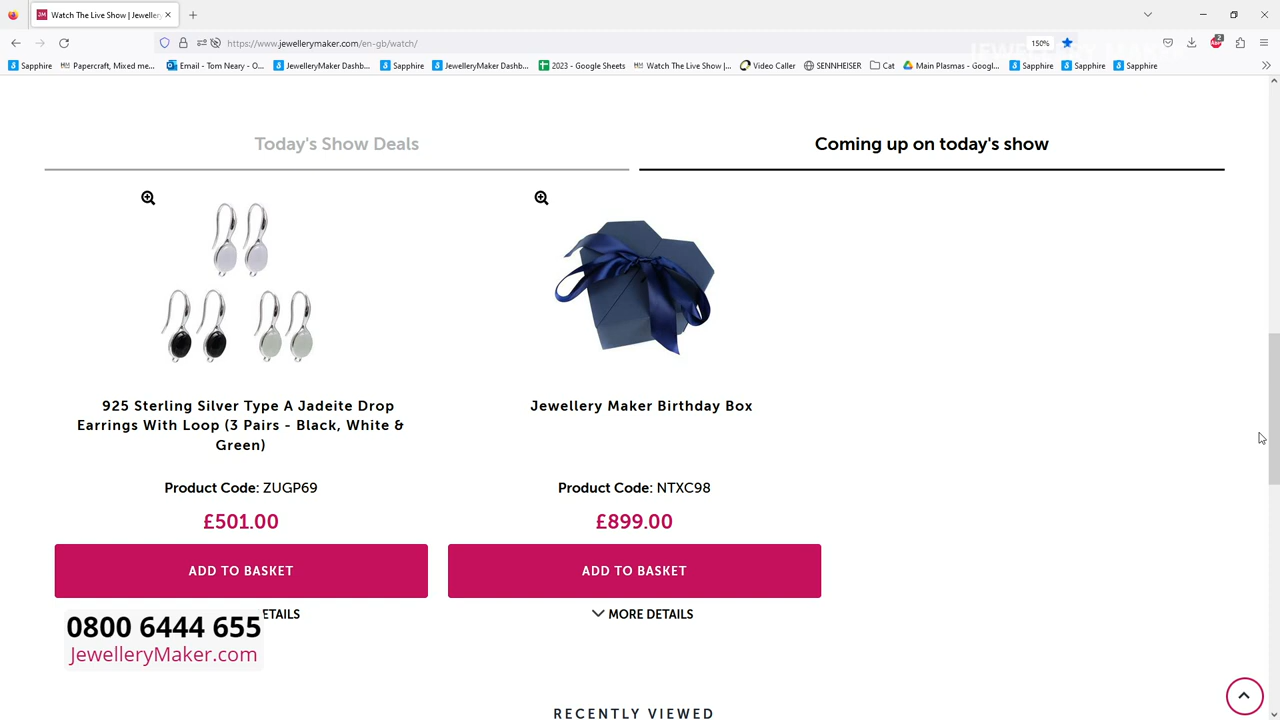 Watch The Live Show | Jeweller
https://www.jewellerymaker.com/en-gb/watch/
150%
2
JEWELLERY MAKER
Sapphire
Papercraft, Mixed me...
Email - Tom Neary - O...
JewelleryMaker Dashb...
Sapphire
JewelleryMaker Dashb...
2023 - Google Sheets
Watch The Live Show |...
Video Caller
SENNHEISER
Cat
Main Plasmas - Googl...
Sapphire
Sapphire
Sapphire
Today's Show Deals
Coming up on today's show
925 Sterling Silver Type A Jadeite Drop
Earrings With Loop (3 Pairs - Black, White &
Green)
Product Code: ZUGP69
£501.00
ADD TO BASKET
ETAILS
Jewellery Maker Birthday Box
Product Code: NTXC98
£899.00
ADD TO BASKET
MORE DETAILS
0800 6444 655
JewelleryMaker.com
RECENTLY VIEWED